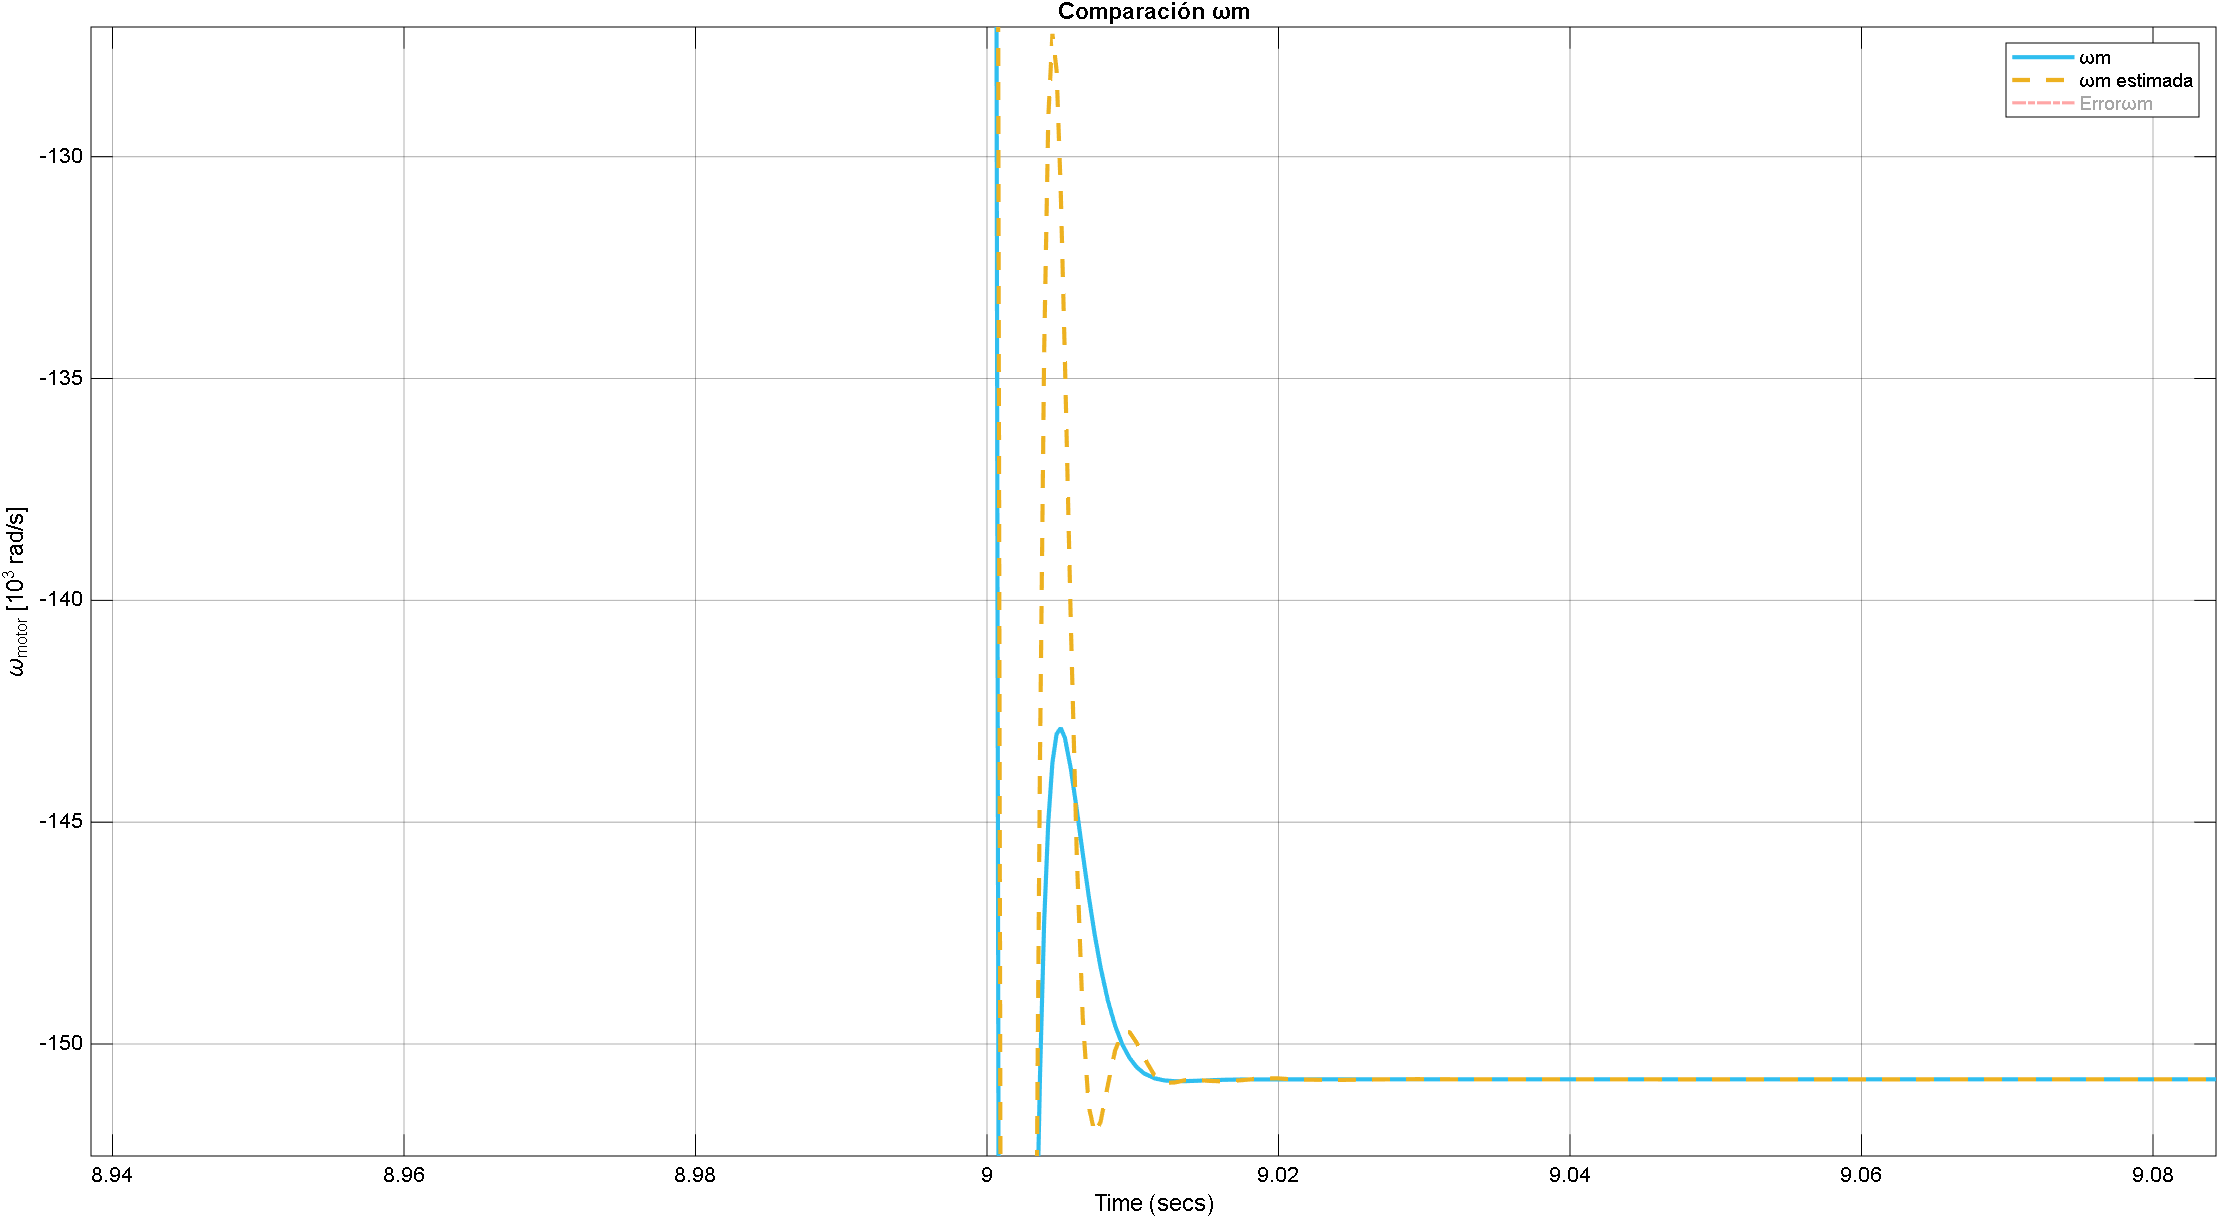 Comparación ωm
ωm
ωm estimada
Errorωm
-130
-135
-140
-145
-150
ωmotor [10³ rad/s]
8.94 8.96 8.98 9 9.02 9.04 9.06 9.08
Time (secs)